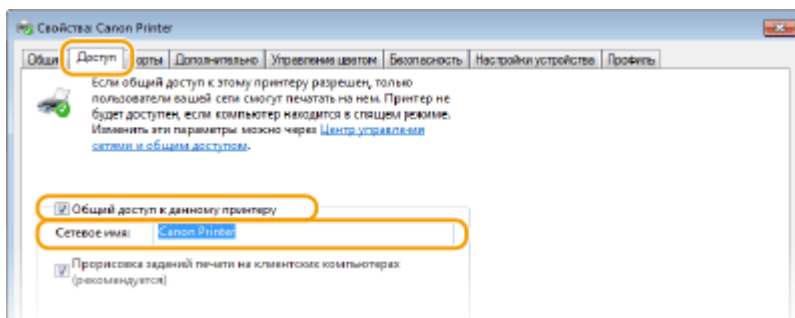 Свойства: Canon Printer
Общи Доступ орты Дополнительно Управление цветом Безопасность Настройки устройства Профиль
Если общий доступ к этому принтеру разрешен, только
пользователи вашей сети смогут печатать на нем. Принтер не
будет доступен, если компьютер находится в спящем режиме.
Изменить эти параметры можно через Центр управления
сетями и общим доступом.
Общий доступ к данному принтеру
Сетевое имя: Canon Printer
Прорисовка заданий печати на клиентских компьютерах
(рекомендуется)